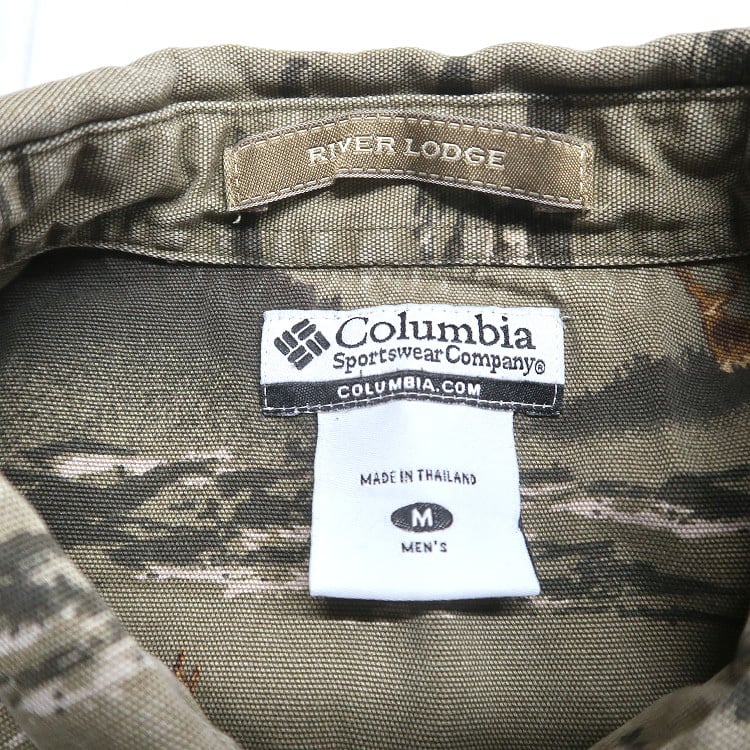 RIVER LODGE
Columbia
Sportswear Company®
COLUMBIA.COM
MADE IN THAILAND
M
MEN'S